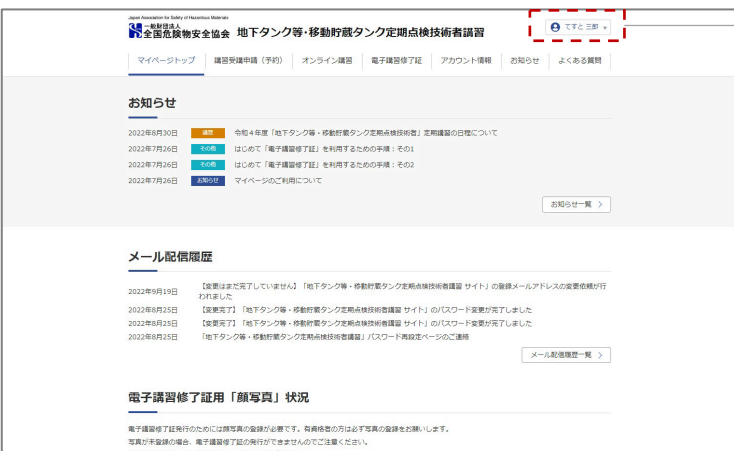 Japan Association for Safety of Hazardous Materials
一般財団法人
全国危険物安全協会 地下タンク等・移動貯蔵タンク定期点検技術者講習
てすと 三郎
マイページトップ 講習受講申請(予約) オンライン講習 電子講習修了証 アカウント情報 お知らせ よくある質問
お知らせ
2022年8月30日 講習 令和4年度「地下タンク等・移動貯蔵タンク定期点検技術者」定期講習の日程について
2022年7月26日 その他 はじめて「電子講習修了証」を利用するための手順:その1
2022年7月26日 その他 はじめて「電子講習修了証」を利用するための手順:その2
2022年7月26日 お知らせ マイページのご利用について
お知らせ一覧
メール配信履歴
2022年9月19日 【変更はまだ完了していません】「地下タンク等・移動貯蔵タンク定期点検技術者講習 サイト」の登録メールアドレスの変更依頼が行
われました
2022年8月25日 【変更完了】「地下タンク等・移動貯蔵タンク定期点検技術者講習 サイト」のパスワード変更が完了しました
2022年8月25日 【変更完了】「地下タンク等・移動貯蔵タンク定期点検技術者講習 サイト」のパスワード変更が完了しました
2022年8月25日 「地下タンク等・移動貯蔵タンク定期点検技術者講習」パスワード再設定ページのご連絡
メール配信履歴一覧
電子講習修了証用「顔写真」状況
電子講習修了証発行のためには顔写真の登録が必要です。有資格者の方は必ず写真の登録をお願いします。
写真が未登録の場合、電子講習修了証の発行ができませんのでご注意ください。